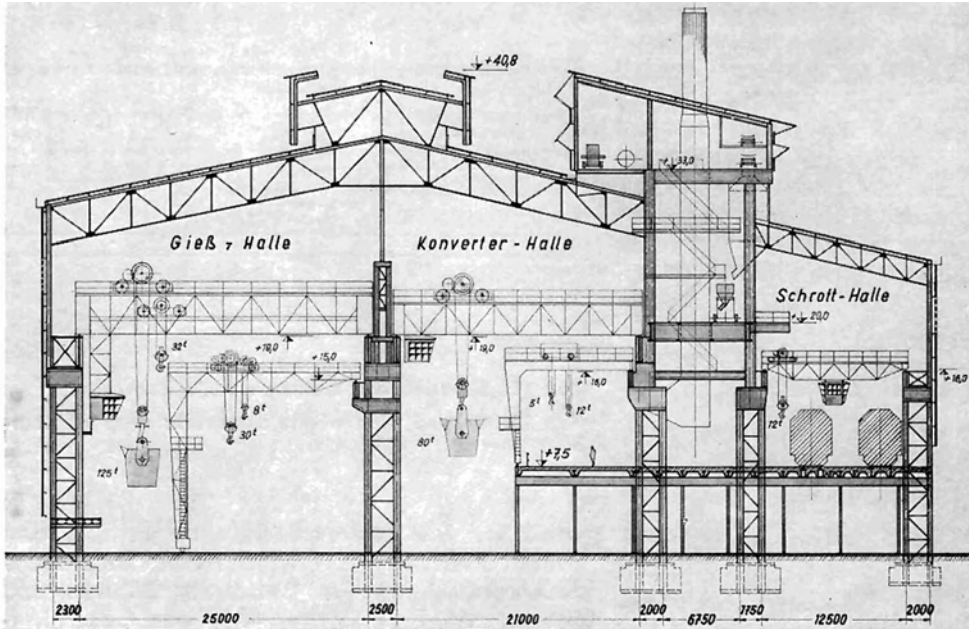 +40,8
+33,0
Gieß - Halle
Konverter - Halle
Schrott-Halle
+20,0
32t
+19,0
+15,0
+19,0
+16,0
+16,0
8t
30t
5t
12t
12t
125t
80t
+7,5
2300
25000
2500
21000
2000
6750
1750
12500
2000